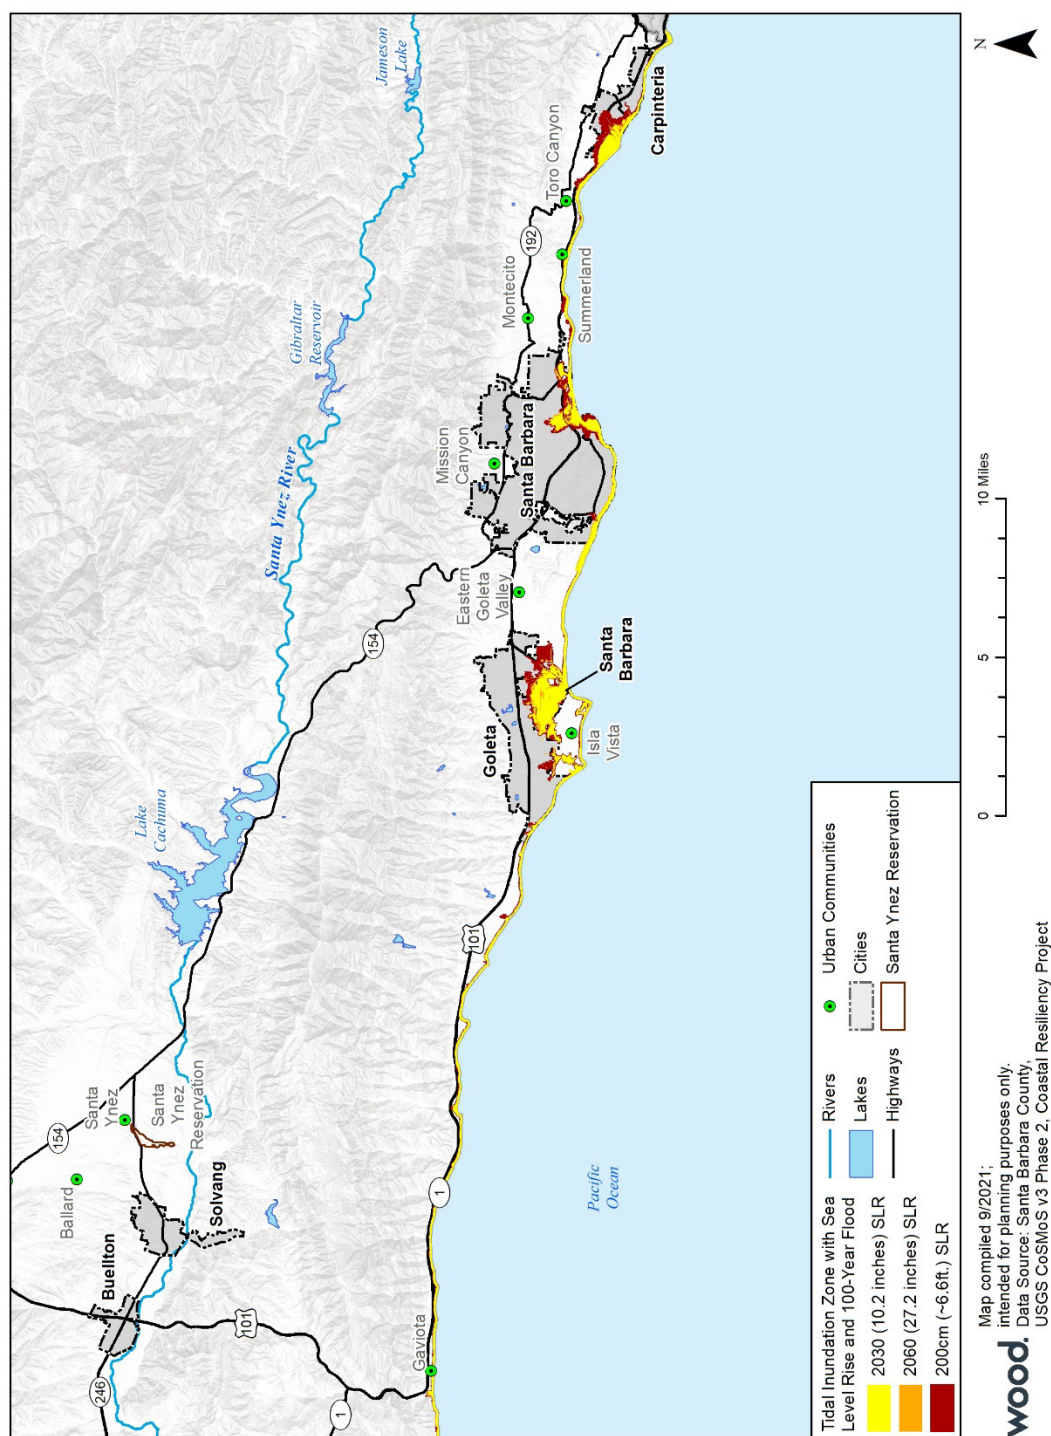 Jameson
Lake
Gibraltar
Reservoir
Santa Ynez River
Lake
Cachuma
154
Santa
Ynez
Santa
Ynez
Reservation
154
Ballard
Solvang
Buellton
246
101
1
Gaviota
1
101
Goleta
Eastern
Goleta
Valley
Mission
Canyon
Santa Barbara
Montecito
192
Toro Canyon
Carpinteria
Summerland
Santa
Barbara
Isla
Vista
Pacific
Ocean
Tidal Inundation Zone with Sea
Level Rise and 100-Year Flood
2030 (10.2 inches) SLR
2060 (27.2 inches) SLR
200cm (~6.6ft.) SLR
Rivers
Lakes
Highways
Urban Communities
Cities
Santa Ynez Reservation
N
0
5
10 Miles
wood.
Map compiled 9/2021;
intended for planning purposes only.
Data Source: Santa Barbara County,
USGS CoSMoS v3 Phase 2, Coastal Resiliency Project